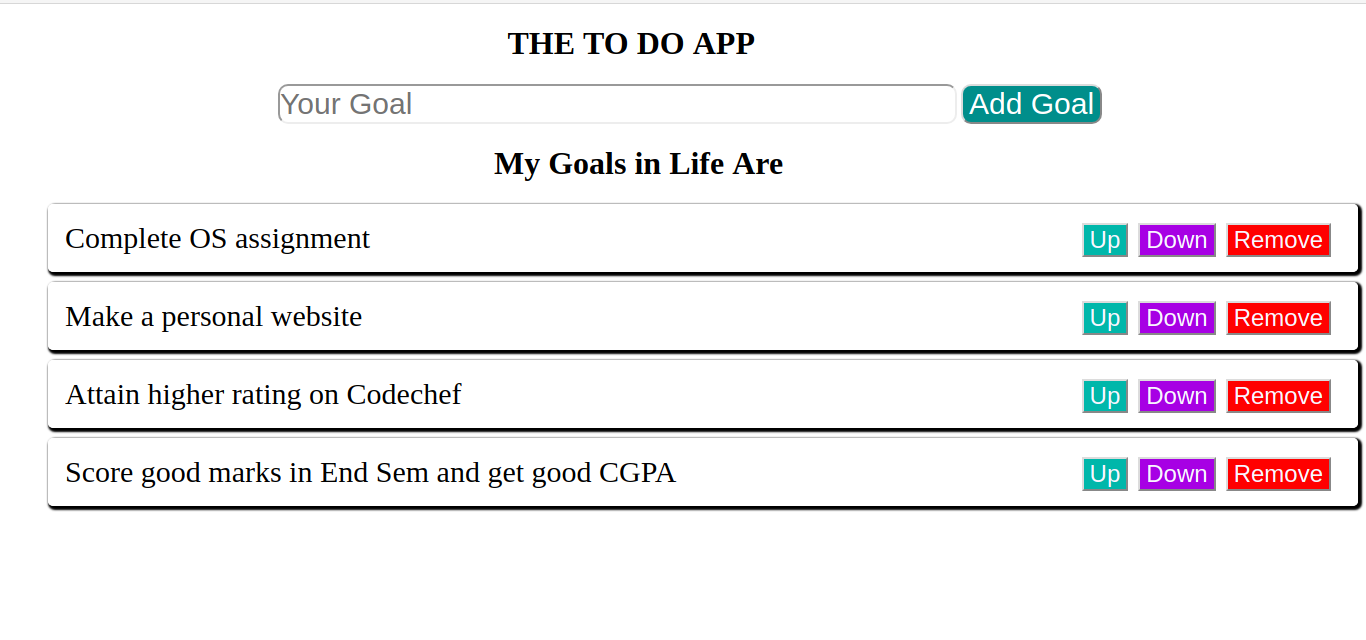 THE TO DO APP
Your Goal Add Goal
My Goals in Life Are
Complete OS assignment Up Down Remove
Make a personal website Up Down Remove
Attain higher rating on Codechef Up Down Remove
Score good marks in End Sem and get good CGPA Up Down Remove